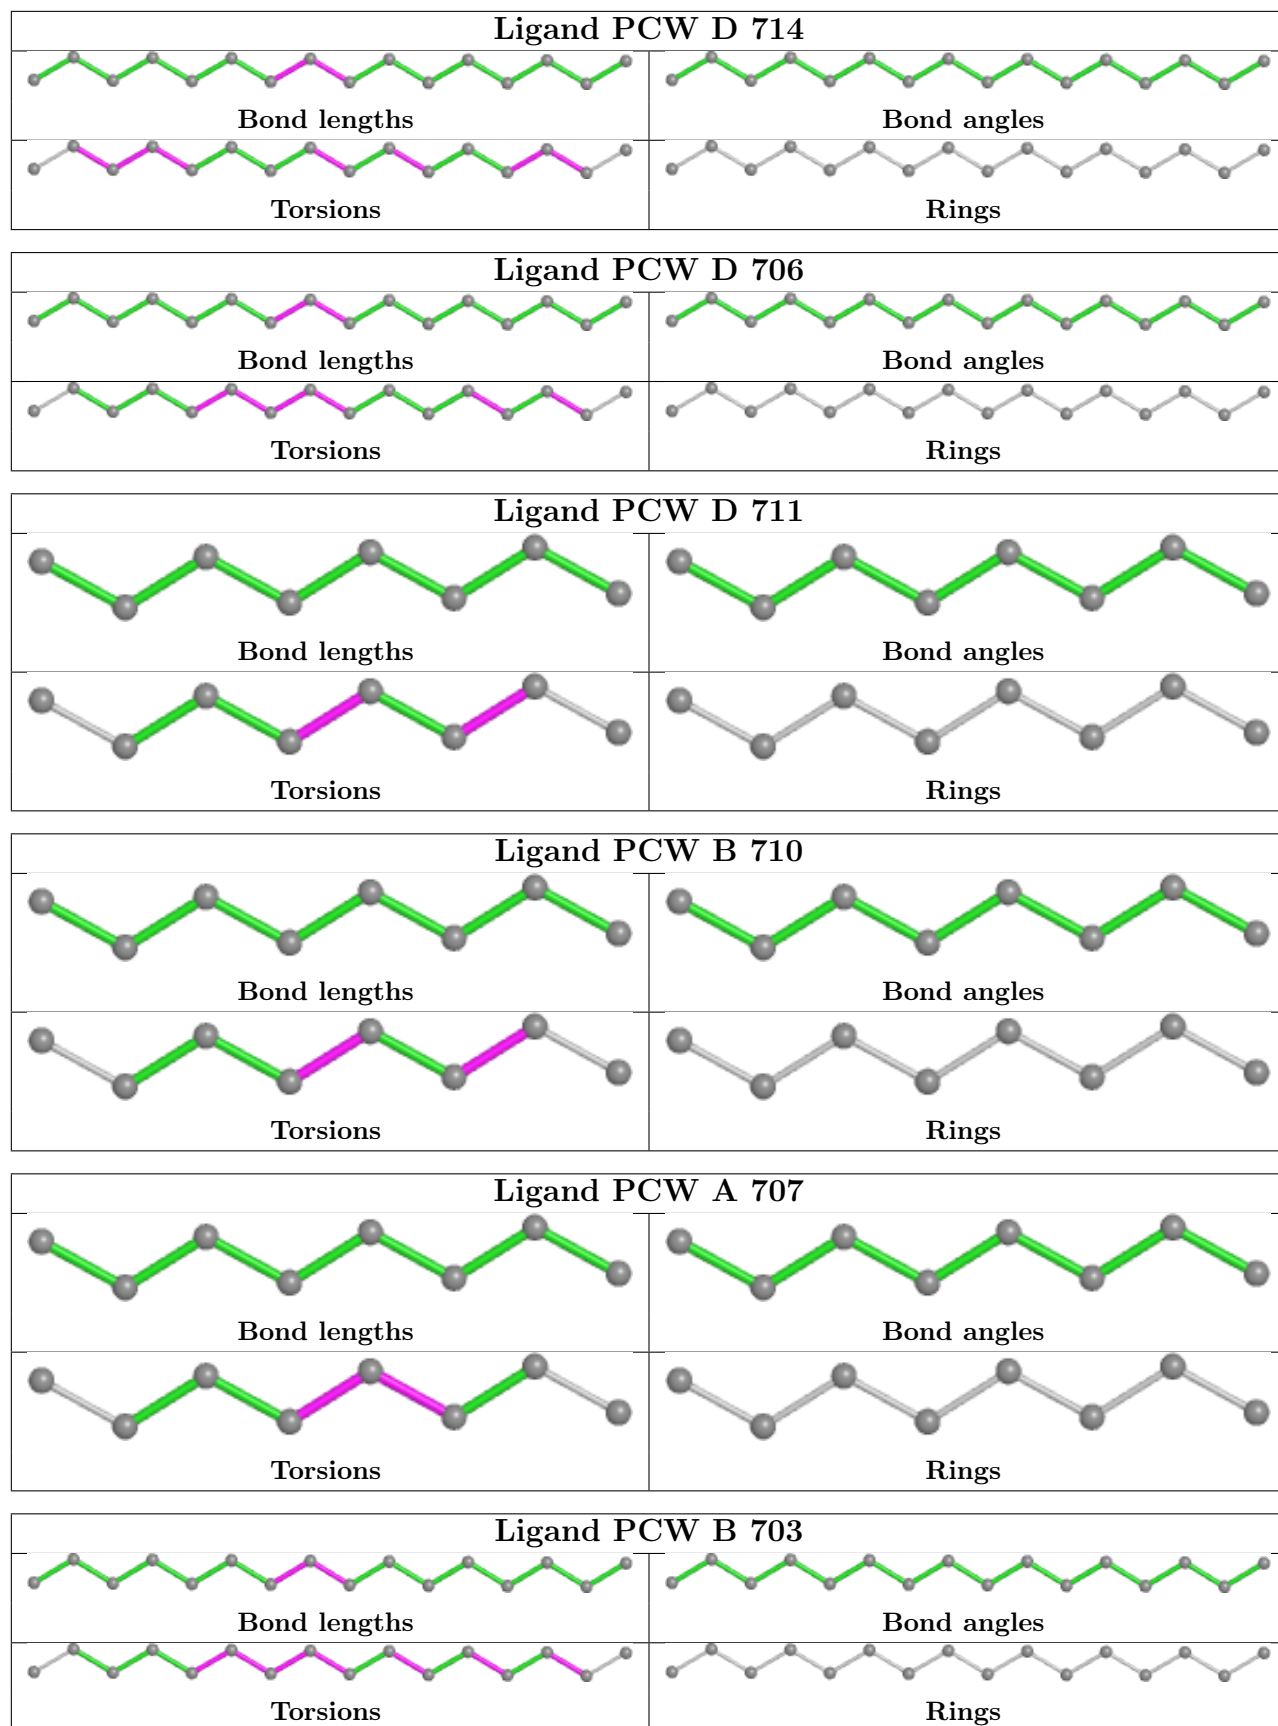 Ligand PCW D 714
Bond lengths
Bond angles
Torsions
Rings
Ligand PCW D 706
Bond lengths
Bond angles
Torsions
Rings
Ligand PCW D 711
Bond lengths
Bond angles
Torsions
Rings
Ligand PCW B 710
Bond lengths
Bond angles
Torsions
Rings
Ligand PCW A 707
Bond lengths
Bond angles
Torsions
Rings
Ligand PCW B 703
Bond lengths
Bond angles
Torsions
Rings